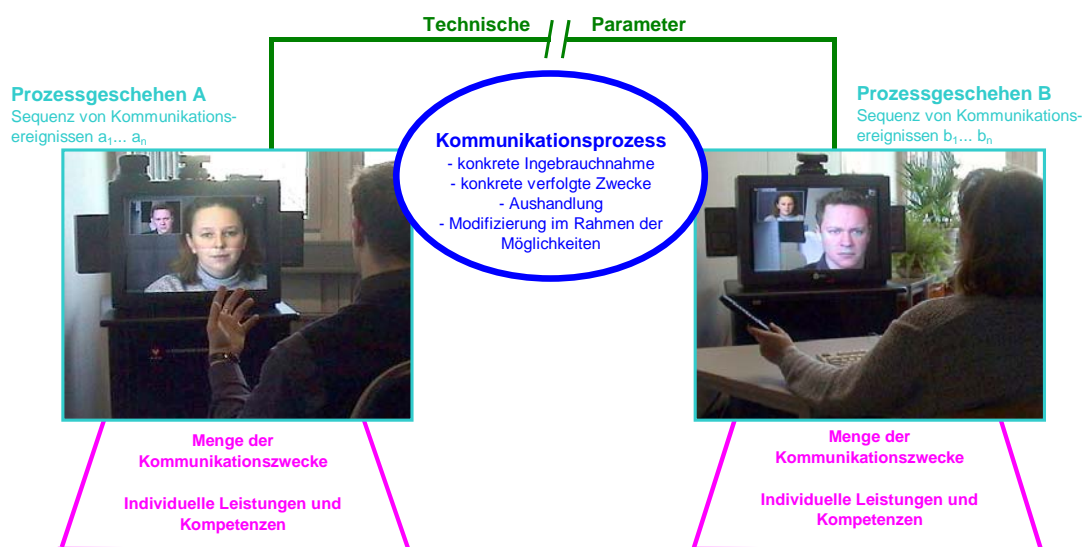 Technische Parameter
Prozessgeschehen A
Sequenz von Kommunikations-
ereignissen a1... an
Kommunikationsprozess
- konkrete Ingebrauchnahme
- konkrete verfolgte Zwecke
- Aushandlung
- Modifizierung im Rahmen der
Möglichkeiten
Prozessgeschehen B
Sequenz von Kommunikations-
ereignissen b1... bn
Menge der
Kommunikationszwecke
Individuelle Leistungen und
Kompetenzen
Menge der
Kommunikationszwecke
Individuelle Leistungen und
Kompetenzen